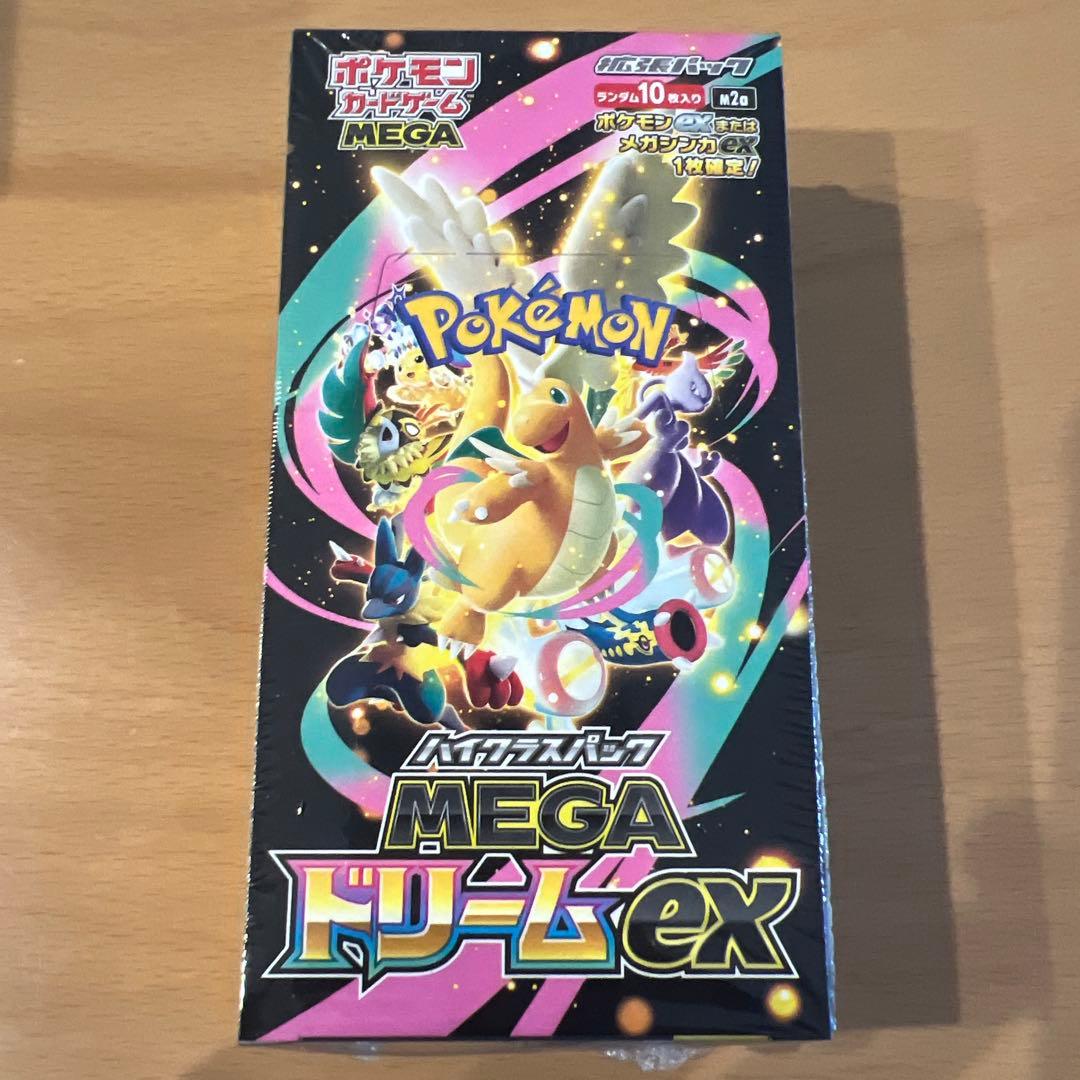 ポケモン
カードゲーム
MEGA
拡張パック
ランダム10枚入り M2a
ポケモンexまたは
メガシンカex
1枚確定!
POKéMON
ハイクラスパック
MEGA
ドリームex